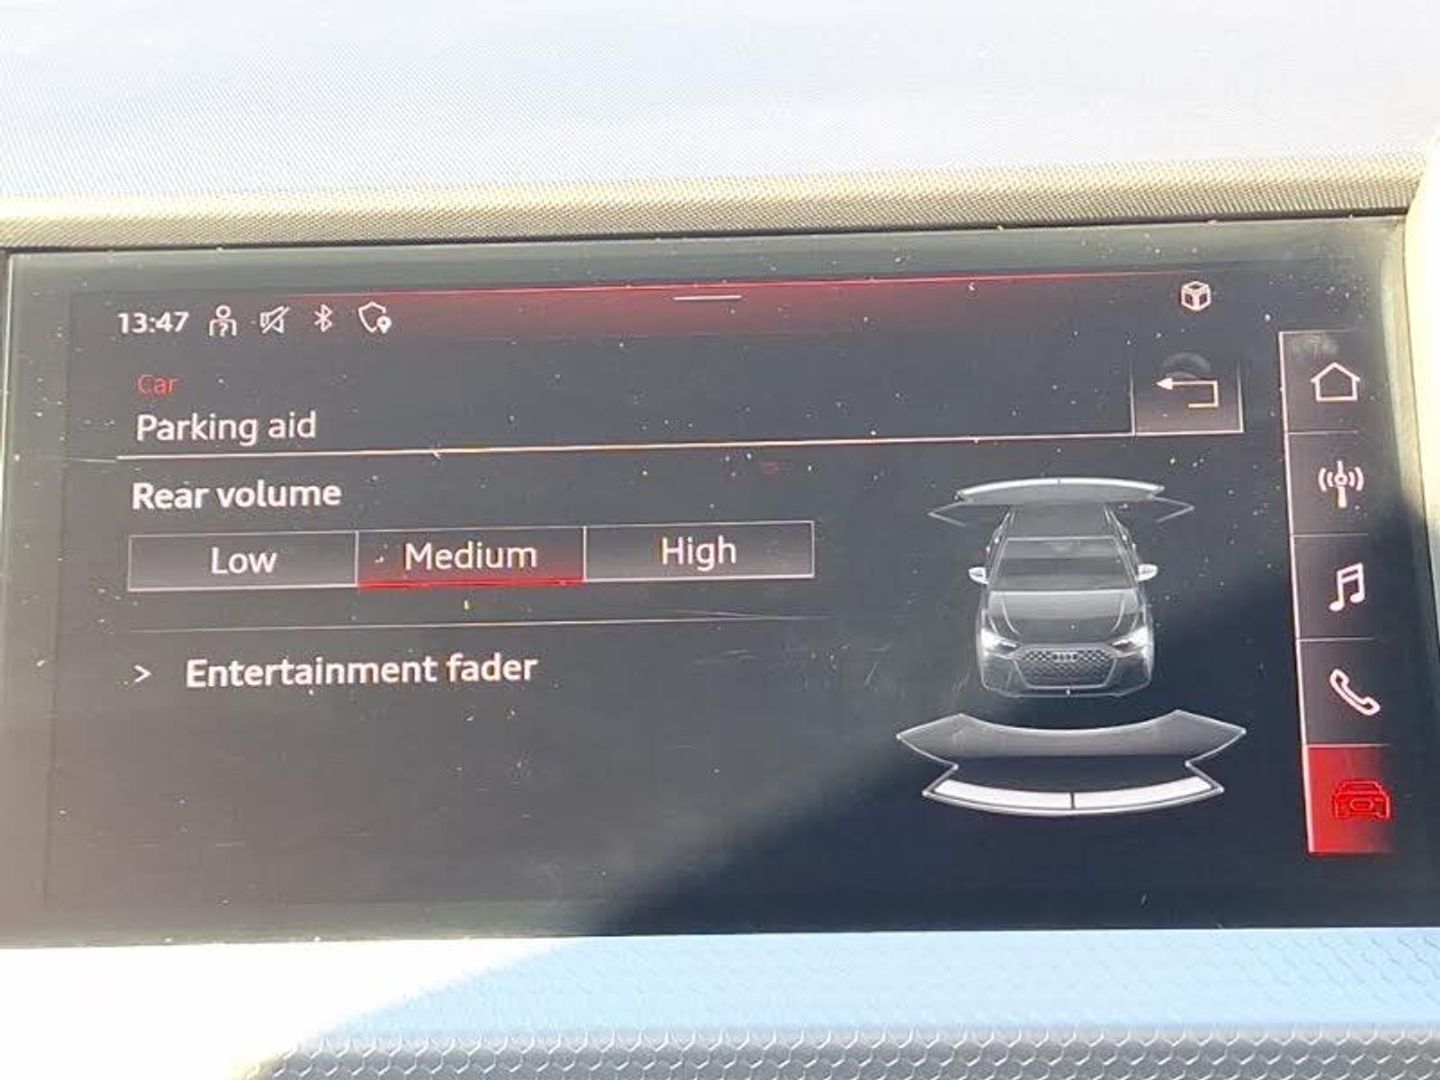 13:47
Car
Parking aid
Rear volume
Low Medium High
> Entertainment fader